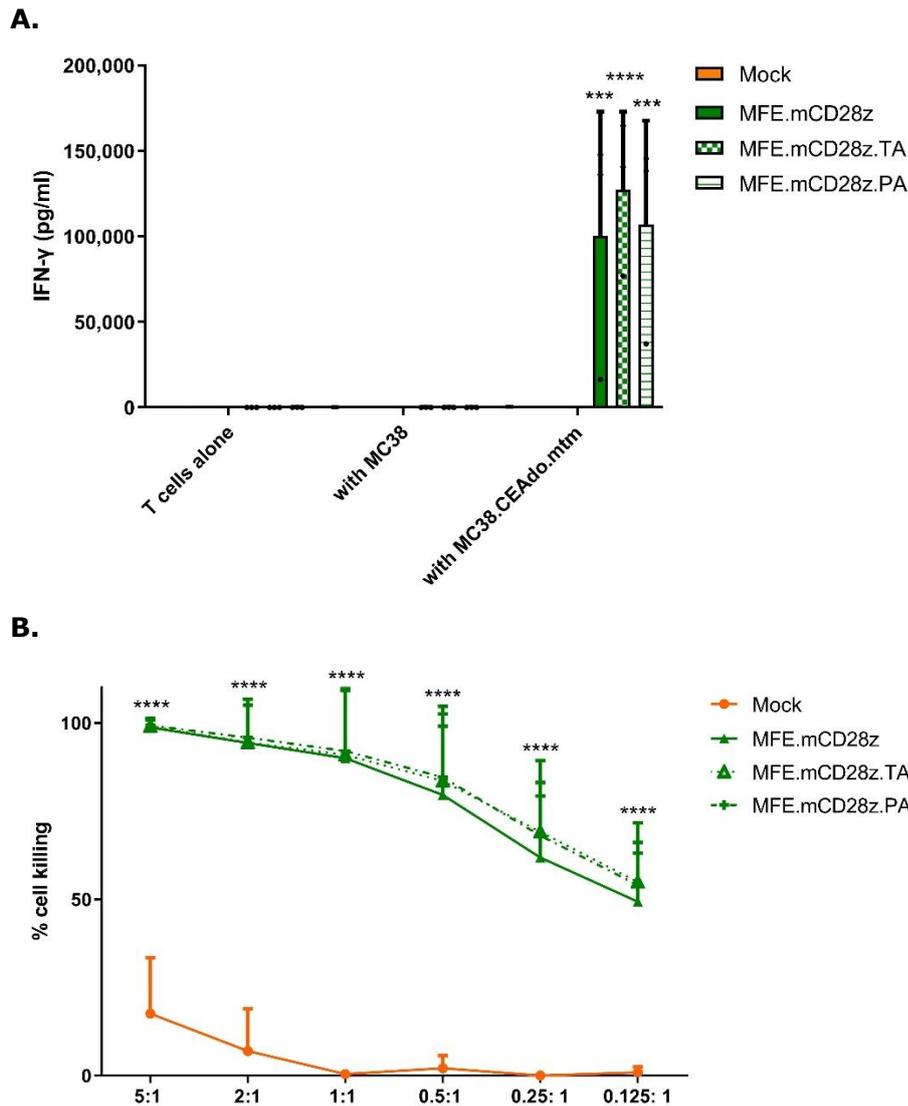 A.
200,000
150,000
100,000
50,000
0
IFN-γ (pg/ml)
T cells alone
with MC38
with MC38.CEAdo.mtm
***
****
***
Mock
MFE.mCD28z
MFE.mCD28z.TA
MFE.mCD28z.PA
B.
100
50
0
% cell killing
****
****
****
****
****
****
5:1
2:1
1:1
0.5:1
0.25: 1
0.125: 1
Mock
MFE.mCD28z
MFE.mCD28z.TA
MFE.mCD28z.PA